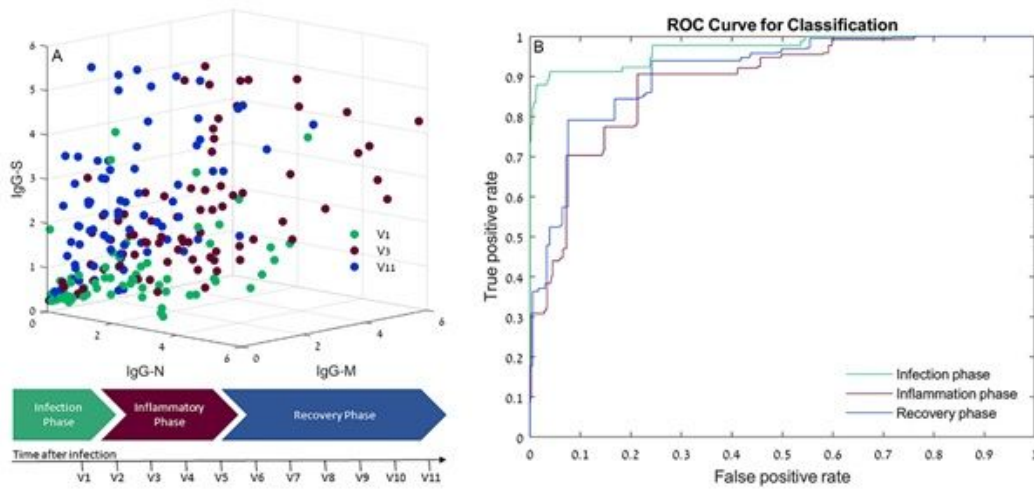 A
6
5
4
3
2
1
0
IgG-S
V1
V3
V11
0
2
4
6
0
2
4
6
IgG-N
IgG-M
Infection
Phase
Inflammatory
Phase
Recovery Phase
Time after infection
V1 V2 V3 V4 V5 V6 V7 V8 V9 V10 V11
ROC Curve for Classification
B
1
0.9
0.8
0.7
0.6
0.5
0.4
0.3
0.2
0.1
0
True positive rate
Infection phase
Inflammation phase
Recovery phase
0 0.1 0.2 0.3 0.4 0.5 0.6 0.7 0.8 0.9
False positive rate